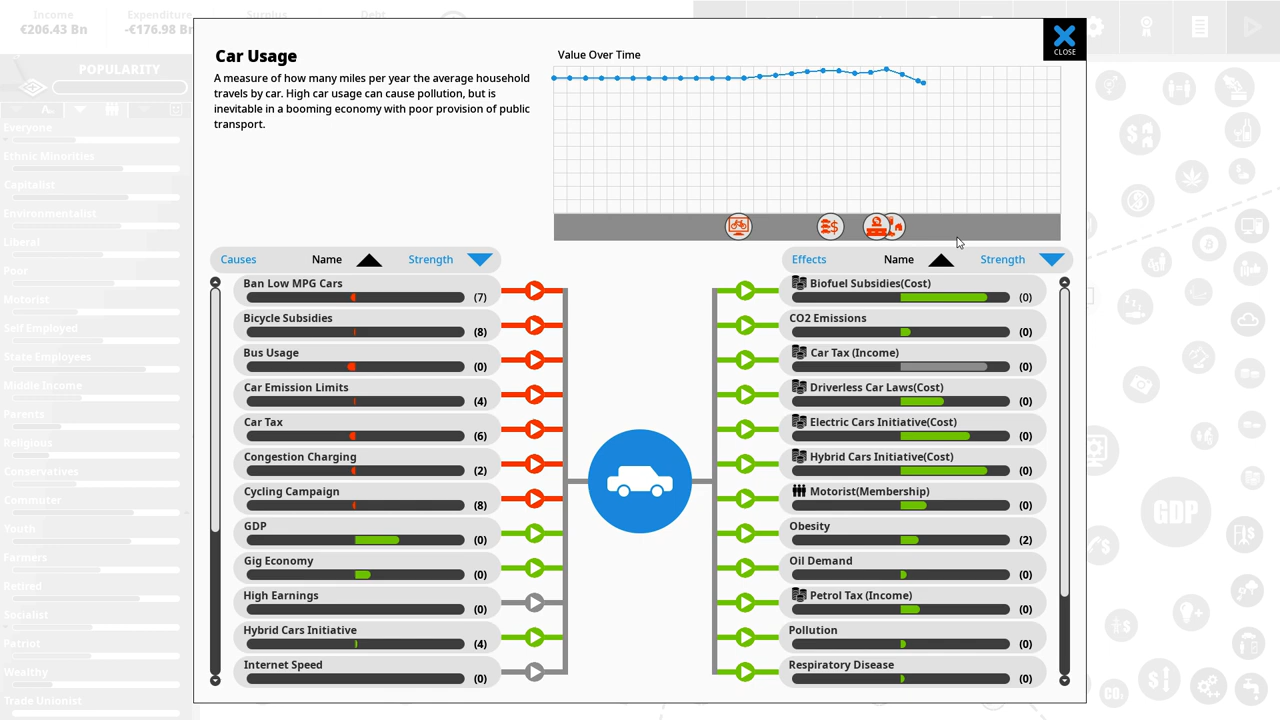 Income
Expenditure
Surplus
Debt
€206.43 Bn
-€176.98 Bn
POPULARITY
Everyone
Ethnic Minorities
Capitalist
Environmentalist
Liberal
Poor
Motorist
Self Employed
State Employees
Middle Income
Parents
Religious
Conservatives
Commuter
Youth
Farmers
Retired
Socialist
Patriot
Wealthy
Trade Unionist
Car Usage
A measure of how many miles per year the average household
travels by car. High car usage can cause pollution, but is
inevitable in a booming economy with poor provision of public
transport.
Value Over Time
CLOSE
Causes Name Strength
Ban Low MPG Cars
(7)
Bicycle Subsidies
(8)
Bus Usage
(0)
Car Emission Limits
(4)
Car Tax
(6)
Congestion Charging
(2)
Cycling Campaign
(8)
GDP
(0)
Gig Economy
(0)
High Earnings
(0)
Hybrid Cars Initiative
(4)
Internet Speed
(0)
Effects Name Strength
Biofuel Subsidies(Cost)
(0)
CO2 Emissions
(0)
Car Tax (Income)
(0)
Driverless Car Laws(Cost)
(0)
Electric Cars Initiative(Cost)
(0)
Hybrid Cars Initiative(Cost)
(0)
Motorist(Membership)
(0)
Obesity
(2)
Oil Demand
(0)
Petrol Tax (Income)
(0)
Pollution
(0)
Respiratory Disease
(0)
GDP
CO₂